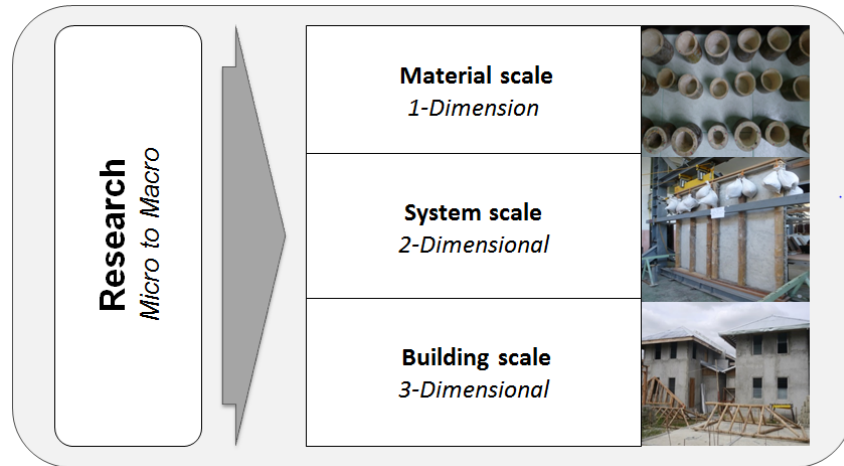 Research
Micro to Macro
Material scale
1-Dimension
System scale
2-Dimensional
Building scale
3-Dimensional